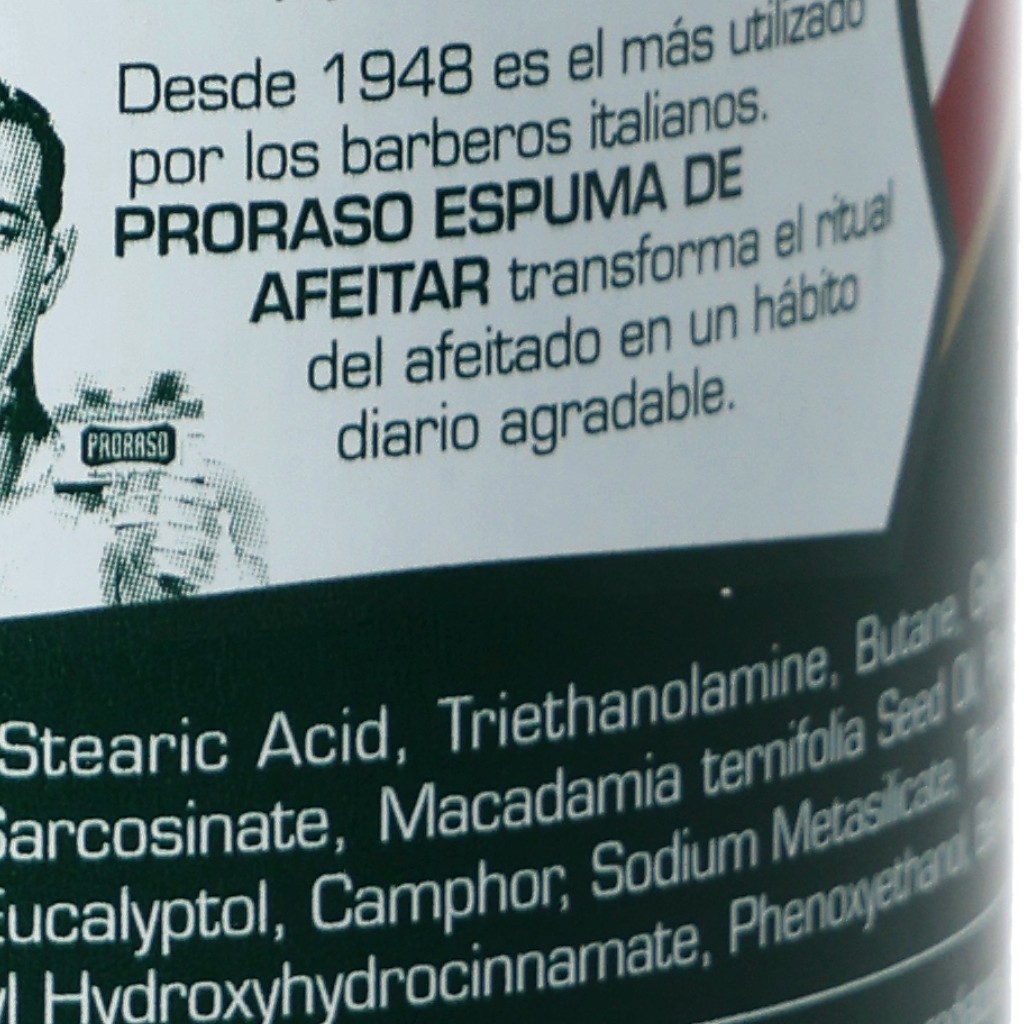 Desde 1948 es el más utilizado
por los barberos italianos.
PRORASO ESPUMA DE
AFEITAR transforma el ritual
del afeitado en un hábito
diario agradable.
PRORASO
Stearic Acid, Triethanolamine, Butane,
Sarcosinate, Macadamia ternifolia Seed Oil,
Eucalyptol, Camphor, Sodium Metasilicate,
Hydroxyhydrocinnamate, Phenoxyethanol,